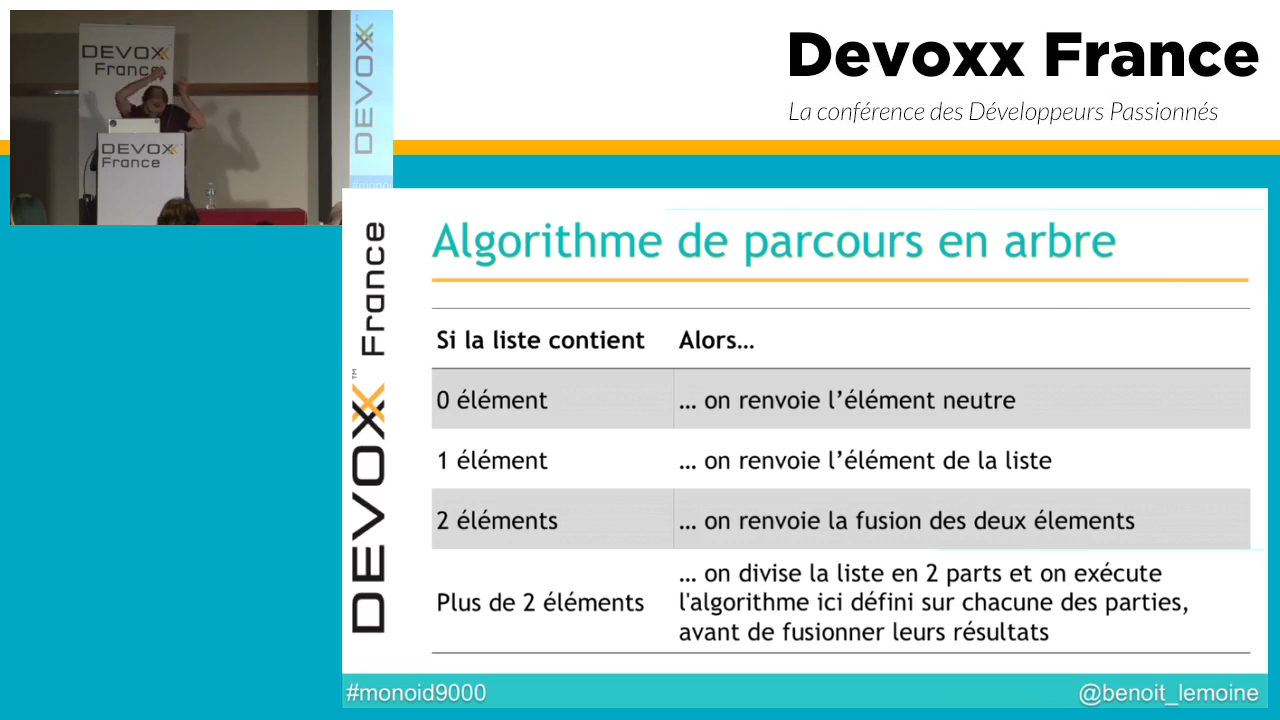 Devoxx France
La conférence des Développeurs Passionnés
DEVOXX
France
DEVOXX
France
DEVOXX
#monoid
DEVOXX™ France
Algorithme de parcours en arbre
Si la liste contient Alors…
0 élément … on renvoie l’élément neutre
1 élément … on renvoie l’élément de la liste
2 éléments … on renvoie la fusion des deux élements
Plus de 2 éléments … on divise la liste en 2 parts et on exécute
l'algorithme ici défini sur chacune des parties,
avant de fusionner leurs résultats
#monoid9000 @benoit_lemoine